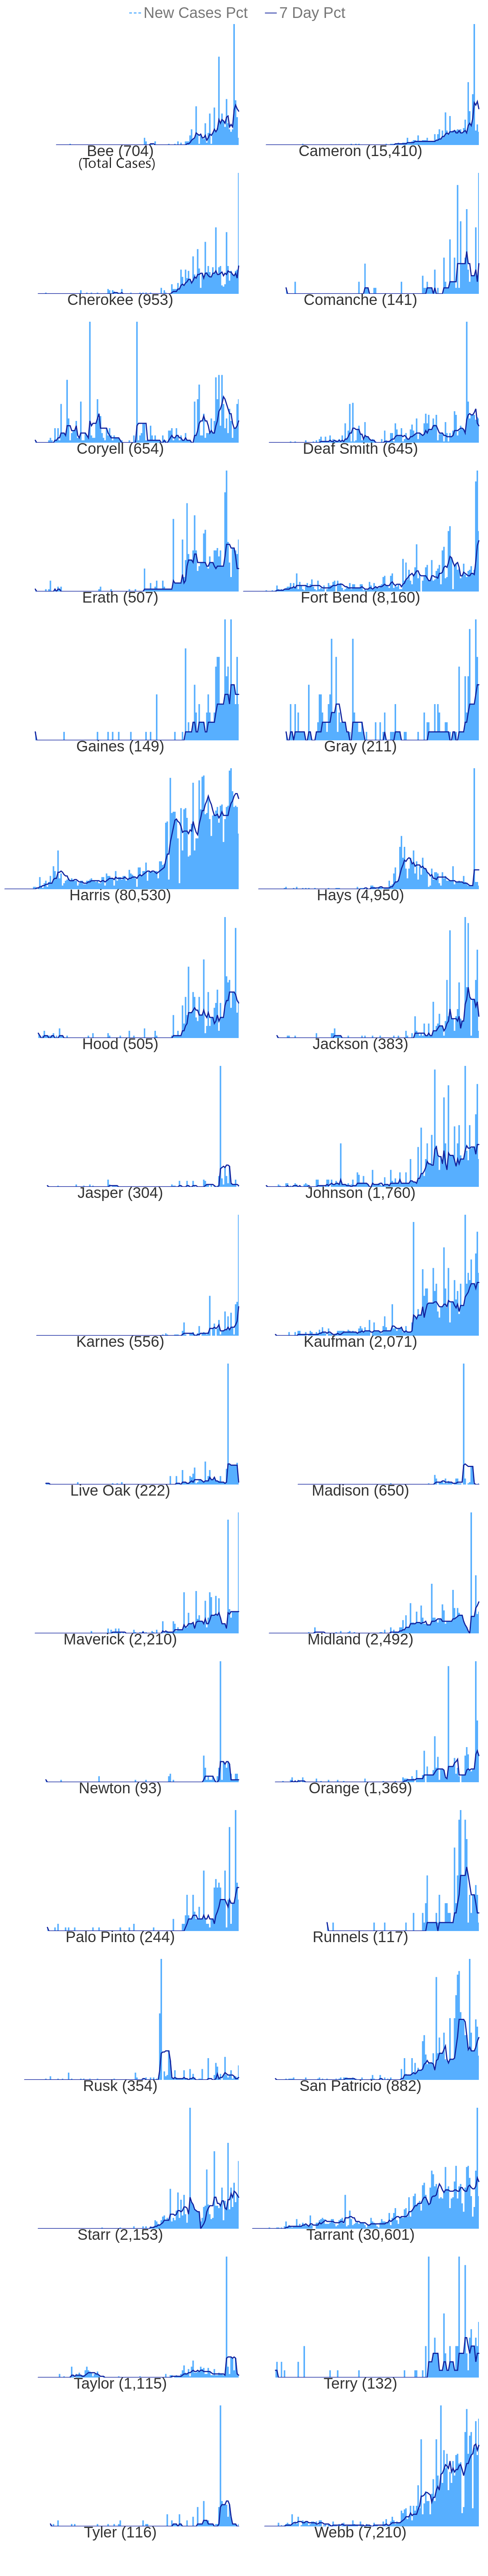 New Cases Pct 7 Day Pct
Bee (704) Cameron (15,410)
(Total Cases)
Cherokee (953) Comanche (141)
Coryell (654) Deaf Smith (645)
Erath (507) Fort Bend (8,160)
Gaines (149) Gray (211)
Harris (80,530) Hays (4,950)
Hood (505) Jackson (383)
Jasper (304) Johnson (1,760)
Karnes (556) Kaufman (2,071)
Live Oak (222) Madison (650)
Maverick (2,210) Midland (2,492)
Newton (93) Orange (1,369)
Palo Pinto (244) Runnels (117)
Rusk (354) San Patricio (882)
Starr (2,153) Tarrant (30,601)
Taylor (1,115) Terry (132)
Tyler (116) Webb (7,210)